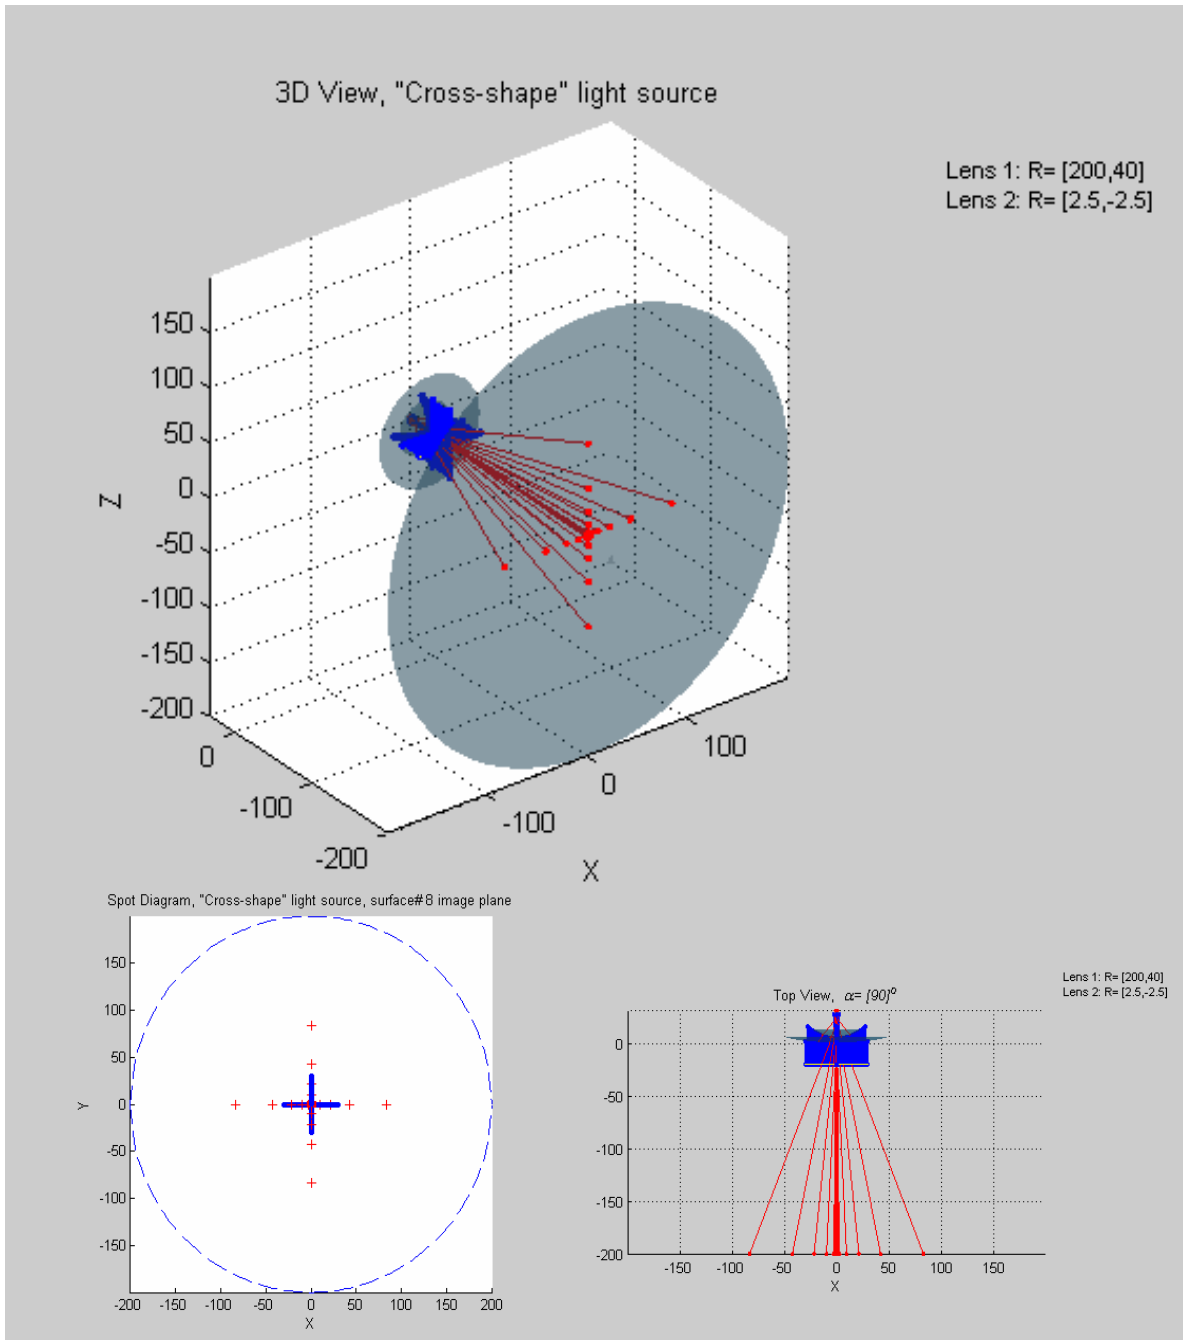 3D View, "Cross-shape" light source
Lens 1: R= [200,40]
Lens 2: R= [2.5,-2.5]
150
100
50
0
-50
-100
-150
-200
Z
0
-100
-200
100
0
-100
X
Spot Diagram, "Cross-shape" light source, surface#8 image plane
150
100
50
0
-50
-100
-150
Y
-200 -150 -100 -50 0 50 100 150 200
X
Lens 1: R= [200,40]
Lens 2: R= [2.5,-2.5]
Top View, α= [90]º
0
-50
-100
-150
-200
-150 -100 -50 0 50 100 150
X